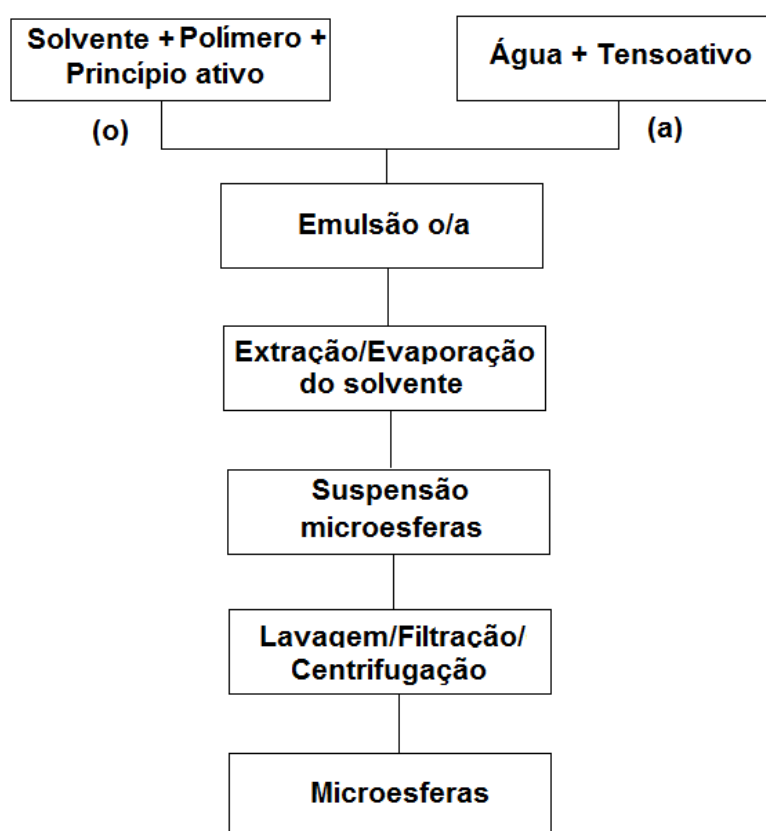 Solvente + Polímero +
Princípio ativo
Água + Tensoativo
(o)
(a)
Emulsão o/a
Extração/Evaporação
do solvente
Suspensão
microesferas
Lavagem/Filtração/
Centrifugação
Microesferas